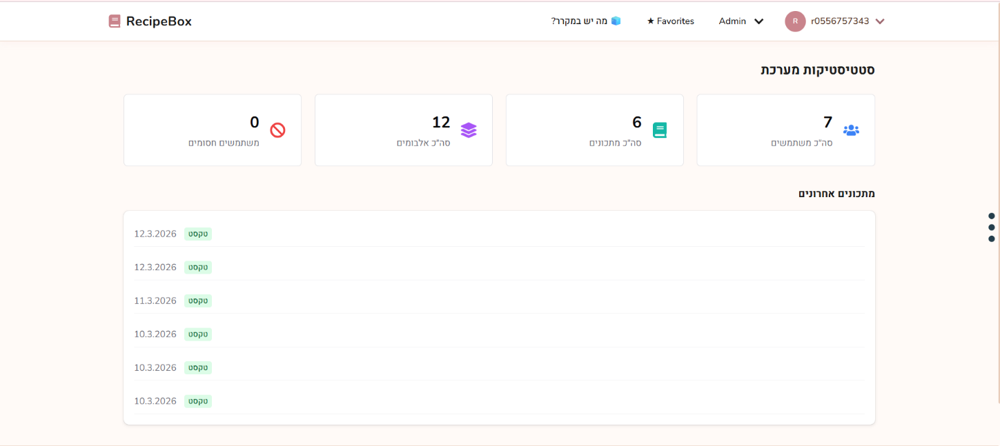 RecipeBox
מה יש במקרר?
★ Favorites
Admin
R
r0556757343
סטטיסטיקות מערכת
7
סה"כ משתמשים
6
סה"כ מתכונים
12
סה"כ אלבומים
0
משתמשים חסומים
מתכונים אחרונים
טקסט 12.3.2026
טקסט 12.3.2026
טקסט 11.3.2026
טקסט 10.3.2026
טקסט 10.3.2026
טקסט 10.3.2026